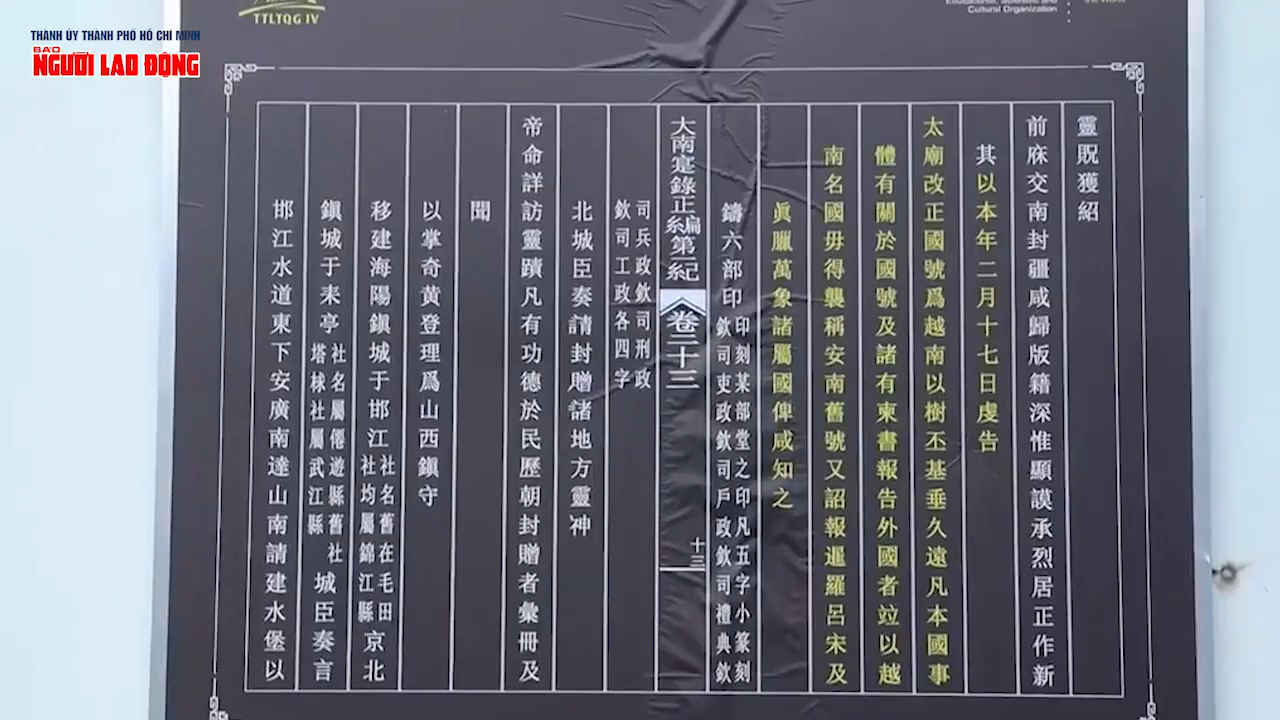 THÀNH ỦY THÀNH PHỐ HỒ CHÍ MINH
BÁO
NGƯỜI LAO ĐỘNG
TTLTQG IV
Educational, Scientific and
Cultural Organization
靈貺獲紹
前庥交南封疆咸歸版籍深惟顯謨承烈居正作新
其以本年二月十七日虔告
太廟改正國號爲越南以樹丕基垂久遠凡本國事
體有關於國號及諸有柬書報告外國者竝以越
南名國毋得襲稱安南舊號又詔報暹羅呂宋及
眞臘萬象諸屬國俾咸知之
鑄六部印印刻某部堂之印凡五字小篆刻
欽司吏政欽司戶政欽司禮典欽
大南寔錄正編第一紀
卷二十三
十三
司兵政欽司刑政
欽司工政各四字
北城臣奏請封贈諸地方靈神
帝命詳訪靈蹟凡有功德於民歷朝封贈者彙冊及
聞
以掌奇黄登理爲山西鎮守
移建海陽鎮城于邯江社名舊在毛田
社均屬錦江縣京北
鎮城于耒亭社名屬僊遊縣舊
塔梂社屬武江縣社城臣奏言
邯江水道東下安廣南達山南請建水堡以